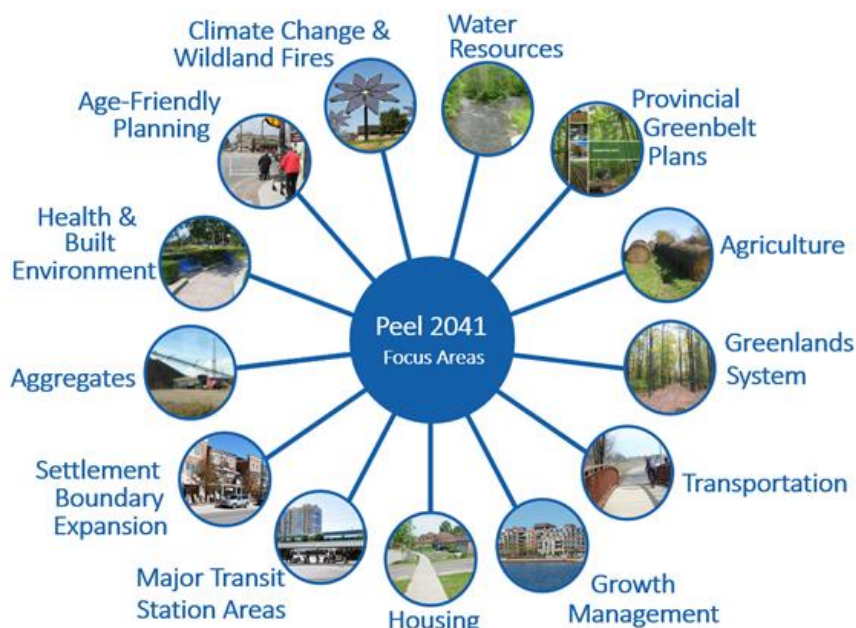 Climate Change &
Wildland Fires
Water
Resources
Provincial
Greenbelt
Plans
Age-Friendly
Planning
Agriculture
Health &
Built
Environment
Peel 2041
Focus Areas
Greenlands
System
Aggregates
Transportation
Settlement
Boundary
Expansion
Growth
Management
Major Transit
Station Areas
Housing